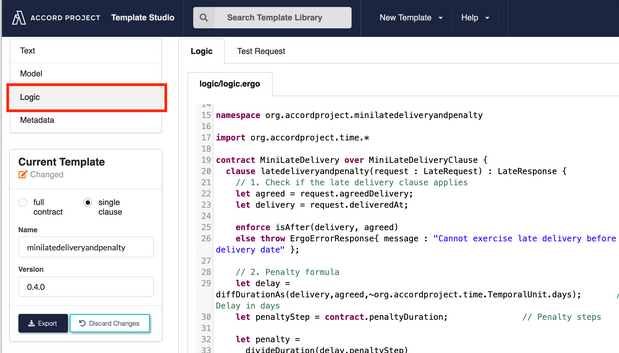 ACCORD PROJECT Template Studio
Search Template Library
New Template
Help
Text
Model
Logic
Metadata
Current Template
Changed
full contract
single clause
Name
minilatedeliveryandpenalty
Version
0.4.0
Export
Discard Changes
Logic
Test Request
logic/logic.ergo
14
15 namespace org.accordproject.minilatedeliveryandpenalty
16
17 import org.accordproject.time.*
18
19 contract MiniLateDelivery over MiniLateDeliveryClause {
20 clause latedeliveryandpenalty(request : LateRequest) : LateResponse {
21 // 1. Check if the late delivery clause applies
22 let agreed = request.agreedDelivery;
23 let delivery = request.deliveredAt;
24
25 enforce isAfter(delivery, agreed)
26 else throw ErgoErrorResponse{ message : "Cannot exercise late delivery before
delivery date" };
27
28 // 2. Penalty formula
29 let delay =
diffDurationAs(delivery,agreed,~org.accordproject.time.TemporalUnit.days); /
Delay in days
30 let penaltyStep = contract.penaltyDuration; // Penalty steps
31
32 let penalty =
33 divideDuration(delay,penaltyStep)